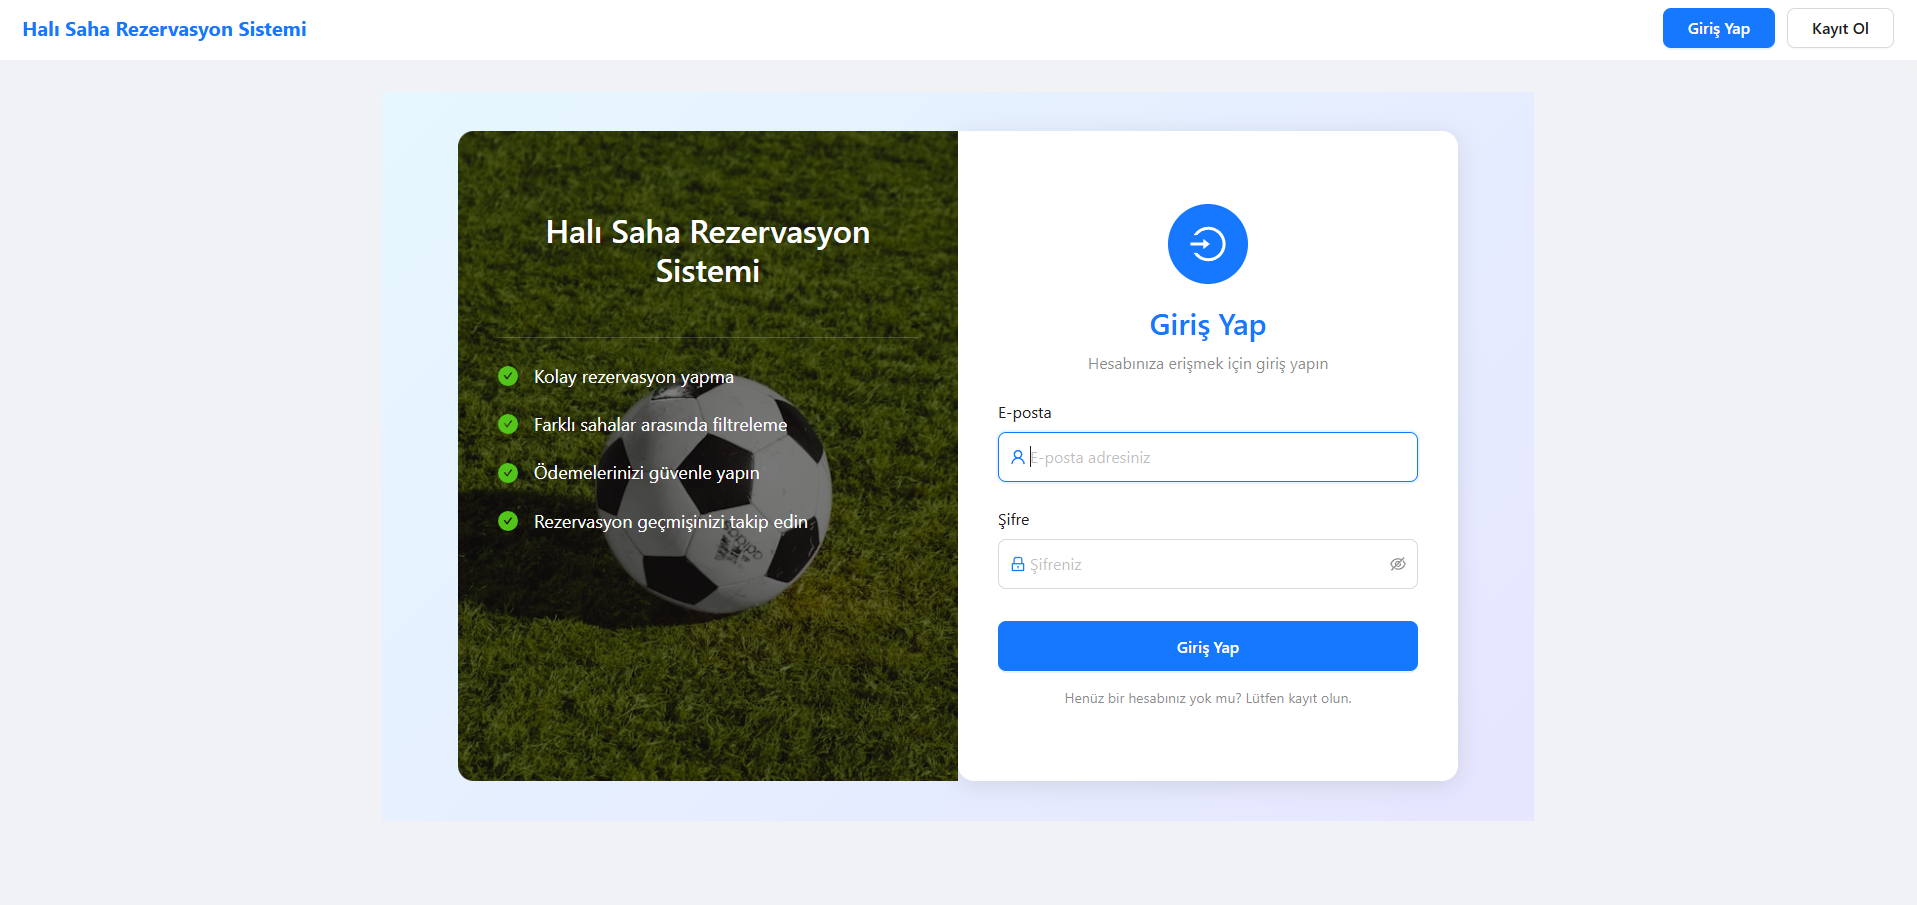 Halı Saha Rezervasyon Sistemi
Giriş Yap
Kayıt Ol
Halı Saha Rezervasyon
Sistemi
Kolay rezervasyon yapma
Farklı sahalar arasında filtreleme
Ödemelerinizi güvenle yapın
Rezervasyon geçmişinizi takip edin
adidas
Giriş Yap
Hesabınıza erişmek için giriş yapın
E-posta
E-posta adresiniz
Şifre
Şifreniz
Giriş Yap
Henüz bir hesabınız yok mu? Lütfen kayıt olun.